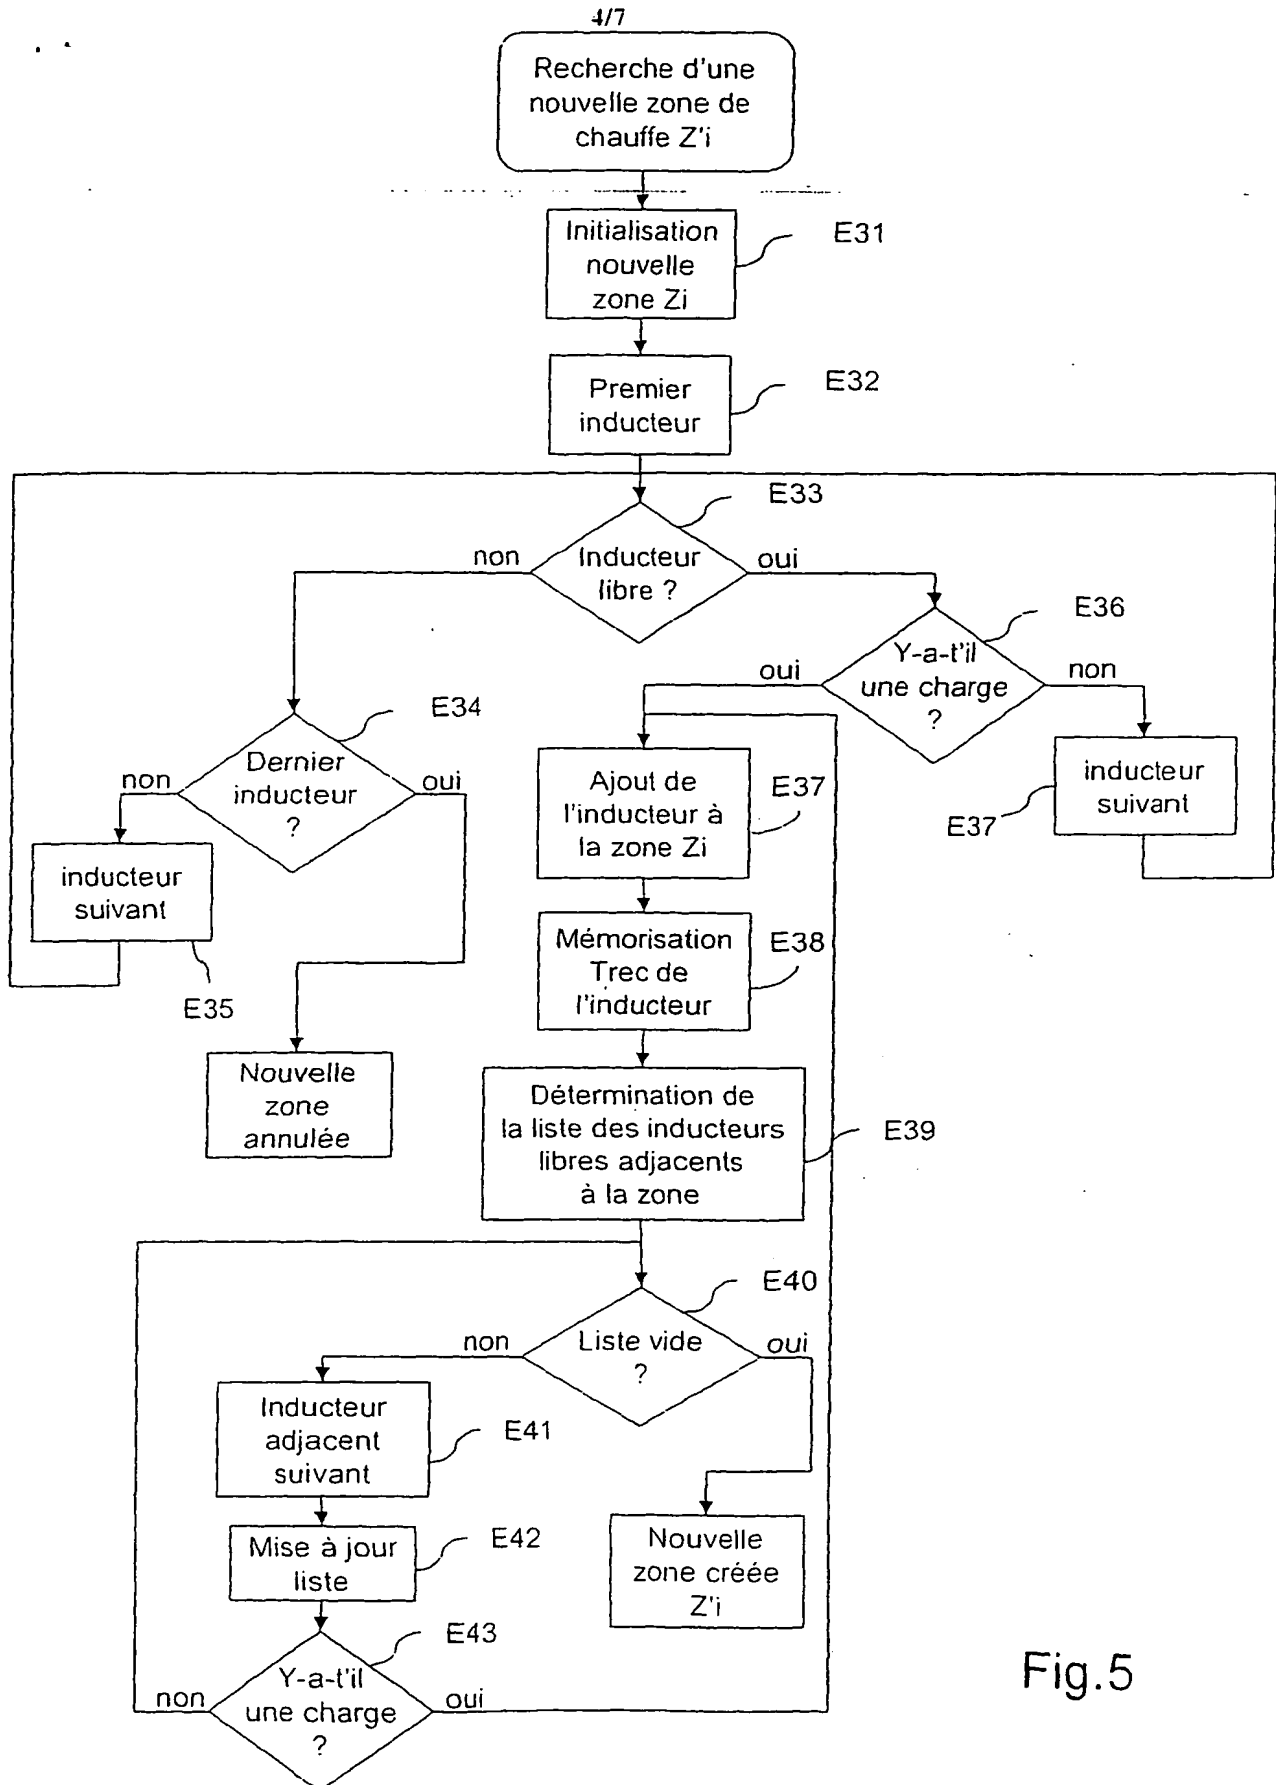 4/7
Recherche d'une
nouvelle zone de
chauffe Z'i
Initialisation
nouvelle
zone Zi
E31
Premier
inducteur
E32
E33
non
Inducteur
libre ?
oui
E36
oui
Y-a-t'il
une charge
?
non
E34
non
Dernier
inducteur
?
oui
Ajout de
l'inducteur à
la zone Zi
E37
inducteur
suivant
E37
inducteur
suivant
E35
Mémorisation
Trec de
l'inducteur
E38
Nouvelle
zone
annulée
Détermination de
la liste des inducteurs
libres adjacents
à la zone
E39
E40
non
Liste vide
?
oui
Inducteur
adjacent
suivant
E41
Nouvelle
zone créée
Z'i
Mise à jour
liste
E42
E43
non
Y-a-t'il
une charge
?
oui
Fig.5